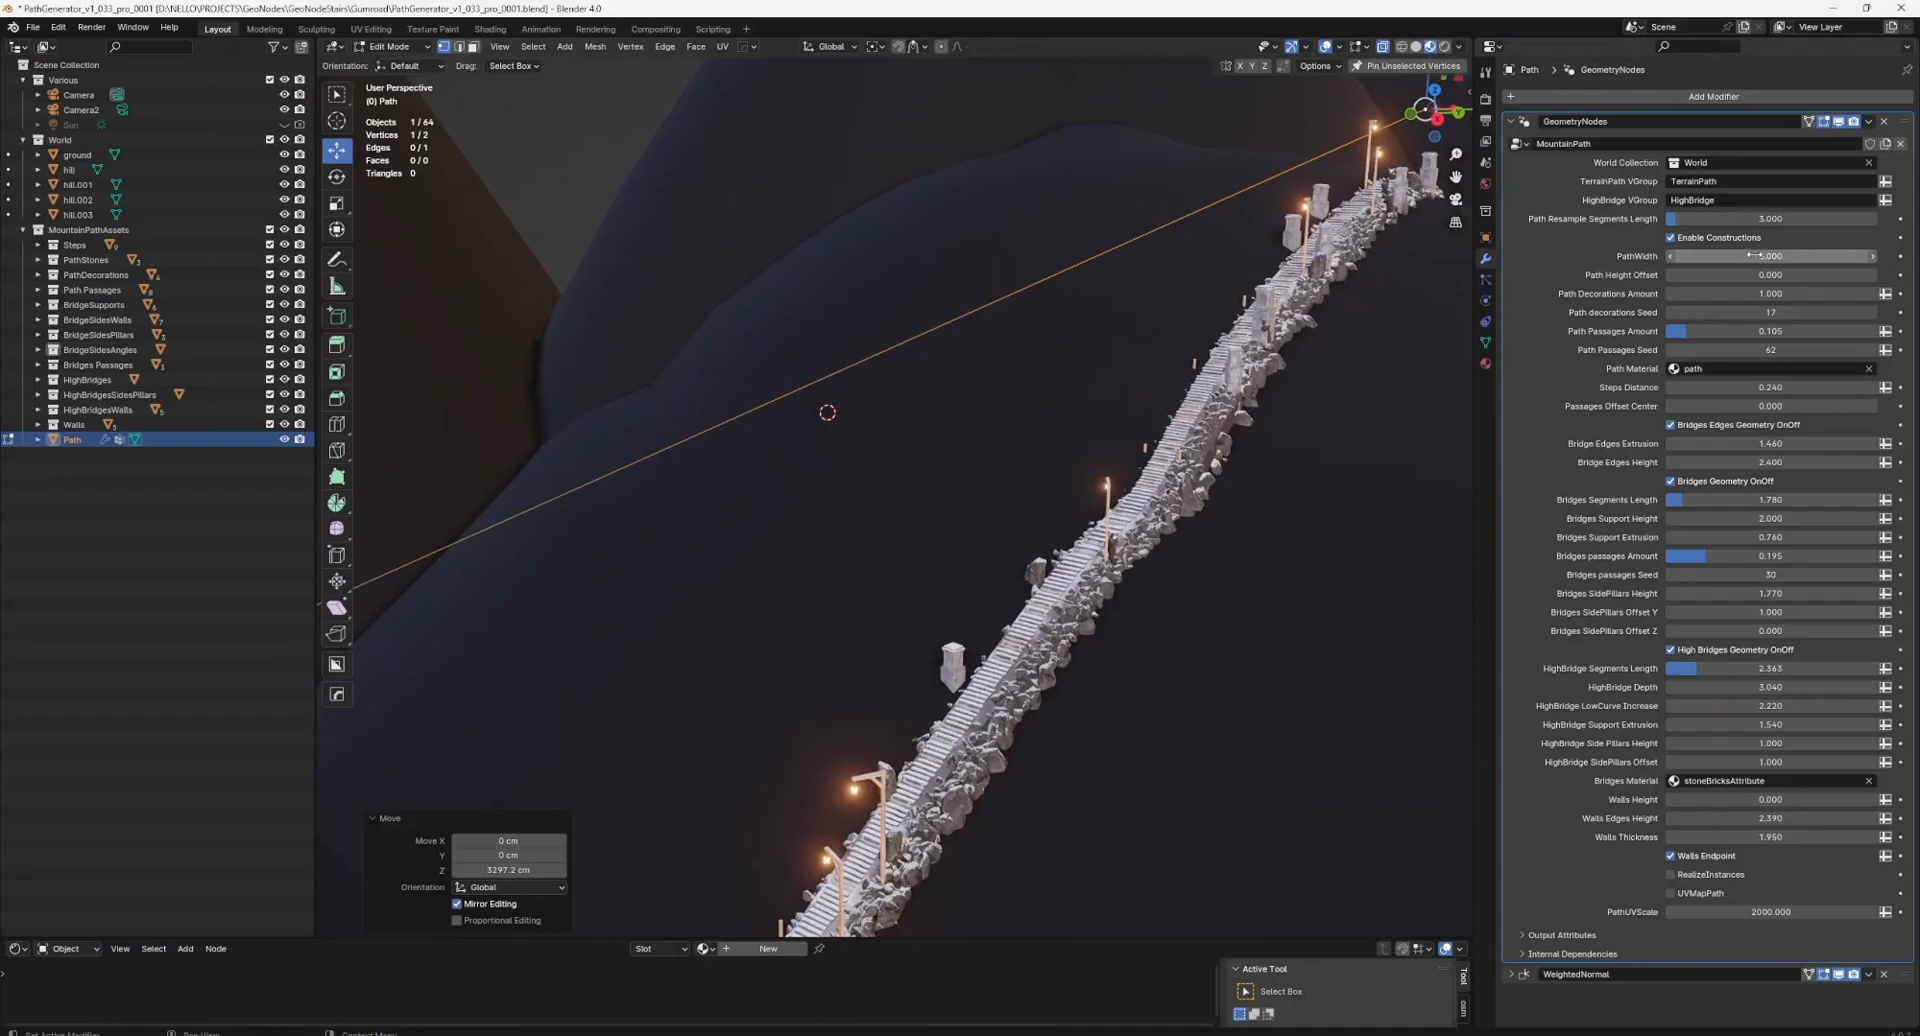 * PathGenerator_v1_033_pro_0001 [D:\NELLO\PROJECTS\GeoNodes\GeoNodeStairs\Gumroad\PathGenerator_v1_033_pro_0001.blend] - Blender 4.0
File Edit Render Window Help Layout Modeling Sculpting UV Editing Texture Paint Shading Animation Rendering Compositing Scripting + Scene View Layer
Edit Mode View Select Add Mesh Vertex Edge Face UV Global
Orientation: Default Drag: Select Box X Y Z Options Pin Unselected Vertices
Scene Collection
Various
Camera
Camera2
Sun
World
ground
hill
hill.001
hill.002
hill.003
MountainPathAssets
Steps
PathStones
PathDecorations
Path Passages
BridgeSupports
BridgeSidesWalls
BridgeSidesPillars
BridgeSidesAngles
Bridge Passages
HighBridges
HighBridgesSidesPillars
HighBridgesWalls
Walls
Path
User Perspective
(0) Path
Objects 1/64
Vertices 1/2
Edges 0/1
Faces 0/0
Triangles 0
Move
Move X 0 cm
Y 0 cm
Z 3297.2 cm
Orientation Global
Mirror Editing
Proportional Editing
Path > GeometryNodes
Add Modifier
GeometryNodes
MountainPath
World Collection World
TerrainPath VGroup TerrainPath
HighBridge VGroup HighBridge
Path Resample Segments Length 3.000
Enable Constructions
PathWidth
Path Height Offset 0.000
Path Decorations Amount 1.000
Path decorations Seed 17
Path Passages Amount 0.105
Path Passages Seed 62
Path Material path
Steps Distance 0.240
Passages Offset Center 0.000
Bridges Edges Geometry OnOff
Bridge Edges Extrusion 1.460
Bridge Edges Height 2.400
Bridges Geometry OnOff
Bridges Segments Length 1.780
Bridges Support Height 2.000
Bridges Support Extrusion 0.760
Bridges passages Amount 0.195
Bridges passages Seed 30
Bridges SidePillars Height 1.770
Bridges SidePillars Offset Y 1.000
Bridges SidePillars Offset Z 0.000
High Bridges Geometry OnOff
HighBridge Segments Length 2.363
HighBridge Depth 3.040
HighBridge LowCurve Increase 2.220
HighBridge Support Extrusion 1.540
HighBridge Side Pillars Height 1.000
HighBridge SidePillars Offset 1.000
Bridges Material stoneBricksAttribute
Walls Height 0.000
Walls Edges Height 2.390
Walls Thickness 1.950
Walls Endpoint
RealizeInstances
UVMapPath
PathUVScale 2000.000
Output Attributes
Internal Dependencies
WeightedNormal
Object View Select Add Node Slot New
Active Tool
Select Box
Tool
osm
Set Active Modifier Pan View Context Menu